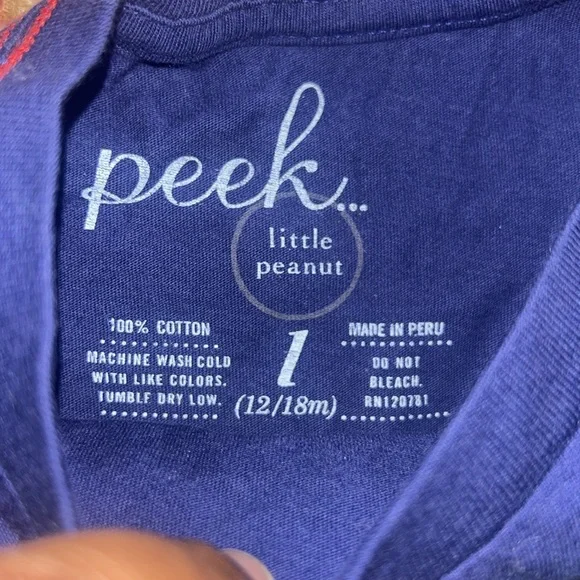 peek...
little
peanut
100% COTTON
MACHINE WASH COLD
WITH LIKE COLORS.
TUMBLE DRY LOW.
1
(12/18m)
MADE IN PERU
DO NOT
BLEACH.
RN120781